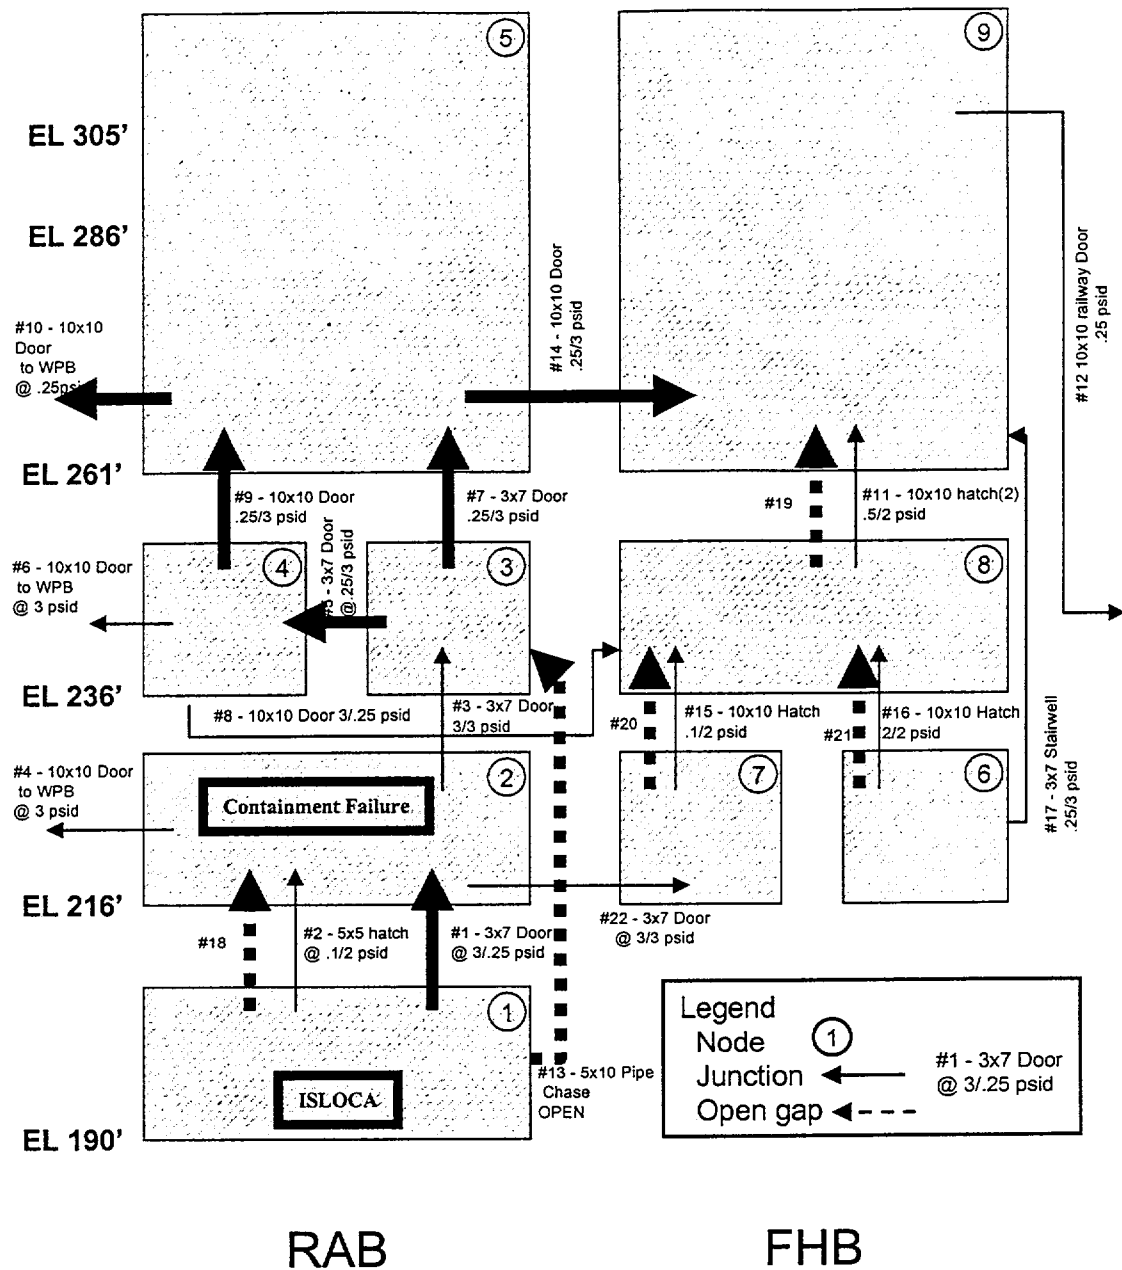 5
9
EL 305'
EL 286'
#10 - 10x10
Door
to WPB
@ .25psi
#14 - 10x10 Door
.25/3 psid
#12 10x10 railway Door
.25 psid
EL 261'
#9 - 10x10 Door
.25/3 psid
#7 - 3x7 Door
.25/3 psid
#19
#11 - 10x10 hatch(2)
.5/2 psid
#6 - 10x10 Door
to WPB
@ 3 psid
4
#5 - 3x7 Door
@.25/3 psid
3
8
EL 236'
#8 - 10x10 Door 3/.25 psid
#3 - 3x7 Door
3/3 psid
#20
#15 - 10x10 Hatch
.1/2 psid
#21
#16 - 10x10 Hatch
2/2 psid
#17 - 3x7 Stairwell
.25/3 psid
#4 - 10x10 Door
to WPB
@ 3 psid
2
Containment Failure
7
6
EL 216'
#18
#2 - 5x5 hatch
@ .1/2 psid
#1 - 3x7 Door
@ 3/.25 psid
#22 - 3x7 Door
@ 3/3 psid
1
ISLOCA
#13 - 5x10 Pipe
Chase
OPEN
EL 190'
Legend
Node 1
Junction
Open gap
#1 - 3x7 Door
@ 3/.25 psid
RAB
FHB